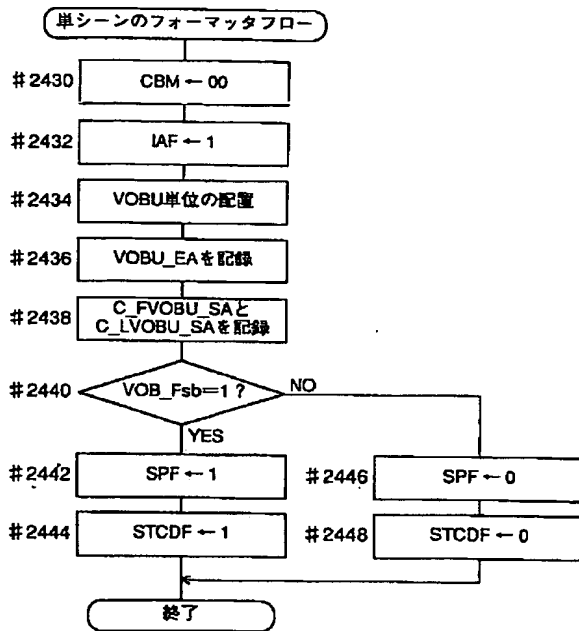 単シーンのフォーマッタフロー
#2430 CBM ← 00
#2432 IAF ← 1
#2434 VOBU単位の配置
#2436 VOBU_EAを記録
#2438 C_FVOBU_SAと
C_LVOBU_SAを記録
#2440 VOB_Fsb=1 ? NO
YES
#2442 SPF ← 1 #2446 SPF ← 0
#2444 STCDF ← 1 #2448 STCDF ← 0
終了